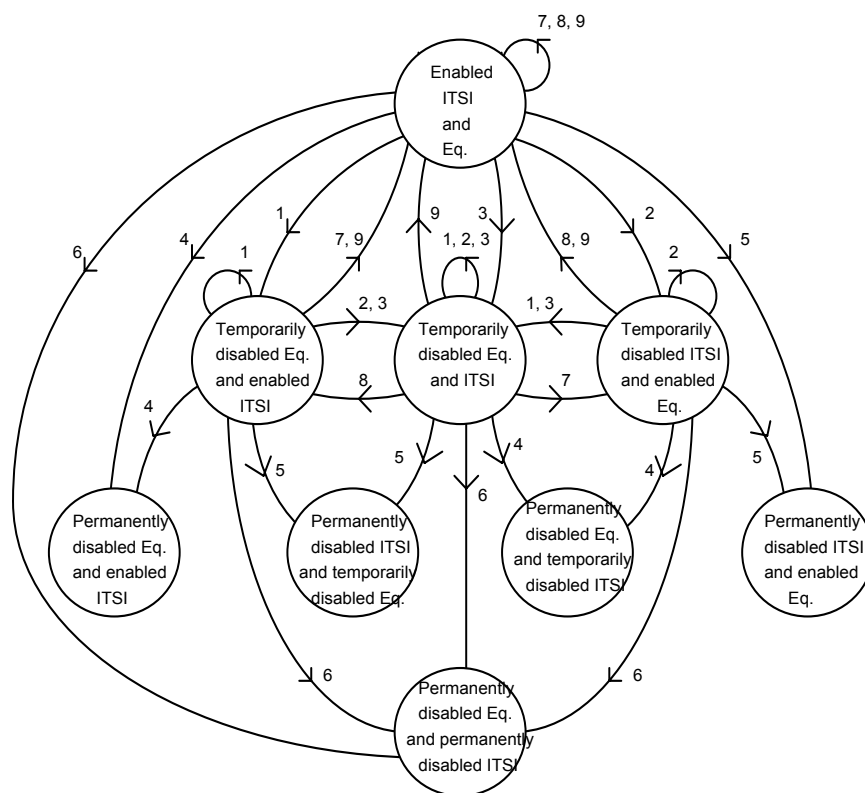 7, 8, 9
Enabled
ITSI
and
Eq.
6
4
1
7, 9
9
3
1, 2, 3
8, 9
2
5
1
2
2, 3
1, 3
Temporarily
disabled Eq.
and enabled
ITSI
Temporarily
disabled Eq.
and ITSI
Temporarily
disabled ITSI
and enabled
Eq.
8
7
4
5
5
4
4
5
6
Permanently
disabled Eq.
and enabled
ITSI
Permanently
disabled ITSI
and temporarily
disabled Eq.
Permanently
disabled Eq.
and temporarily
disabled ITSI
Permanently
disabled ITSI
and enabled
Eq.
6
6
Permanently
disabled Eq.
and permanently
disabled ITSI